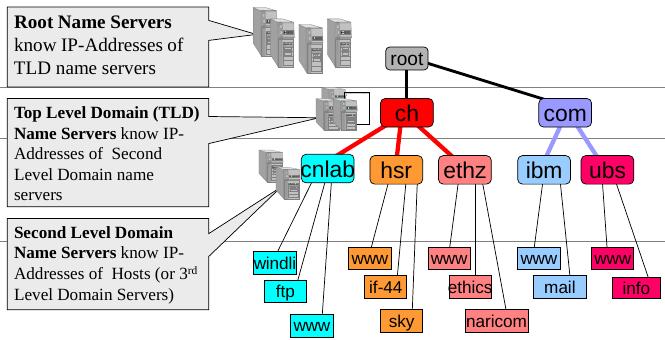 Root Name Servers
know IP-Addresses of
TLD name servers
root
Top Level Domain (TLD)
Name Servers know IP-
Addresses of Second
Level Domain name
servers
ch
com
cnlab
hsr
ethz
ibm
ubs
Second Level Domain
Name Servers know IP-
Addresses of Hosts (or 3rd
Level Domain Servers)
windli
www
www
www
www
ftp
if-44
ethics
mail
info
www
sky
naricom